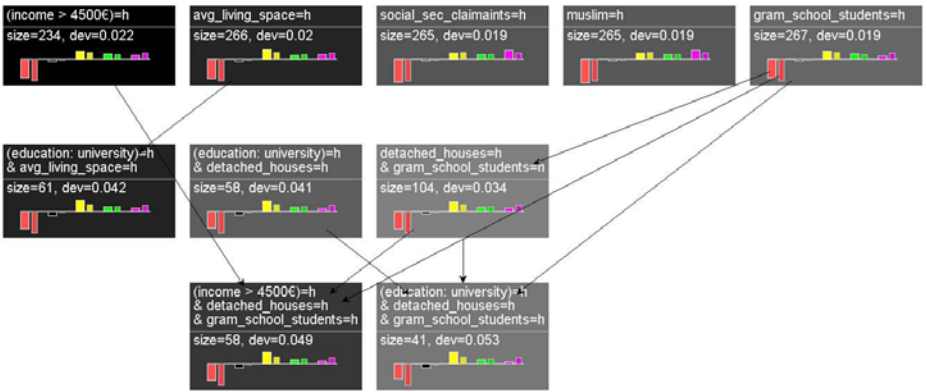 (income > 4500€)=h
size=234, dev=0.022
avg_living_space=h
size=266, dev=0.02
social_sec_claimaints=h
size=265, dev=0.019
muslim=h
size=265, dev=0.019
gram_school_students=h
size=267, dev=0.019
(education: university)=h
& avg_living_space=h
size=61, dev=0.042
(education: university)=h
& detached_houses=h
size=58, dev=0.041
detached_houses=h
& gram_school_students=h
size=104, dev=0.034
(income > 4500€)=h
& detached_houses=h
& gram_school_students=h
size=58, dev=0.049
(education: university)=h
& detached_houses=h
& gram_school_students=h
size=41, dev=0.053